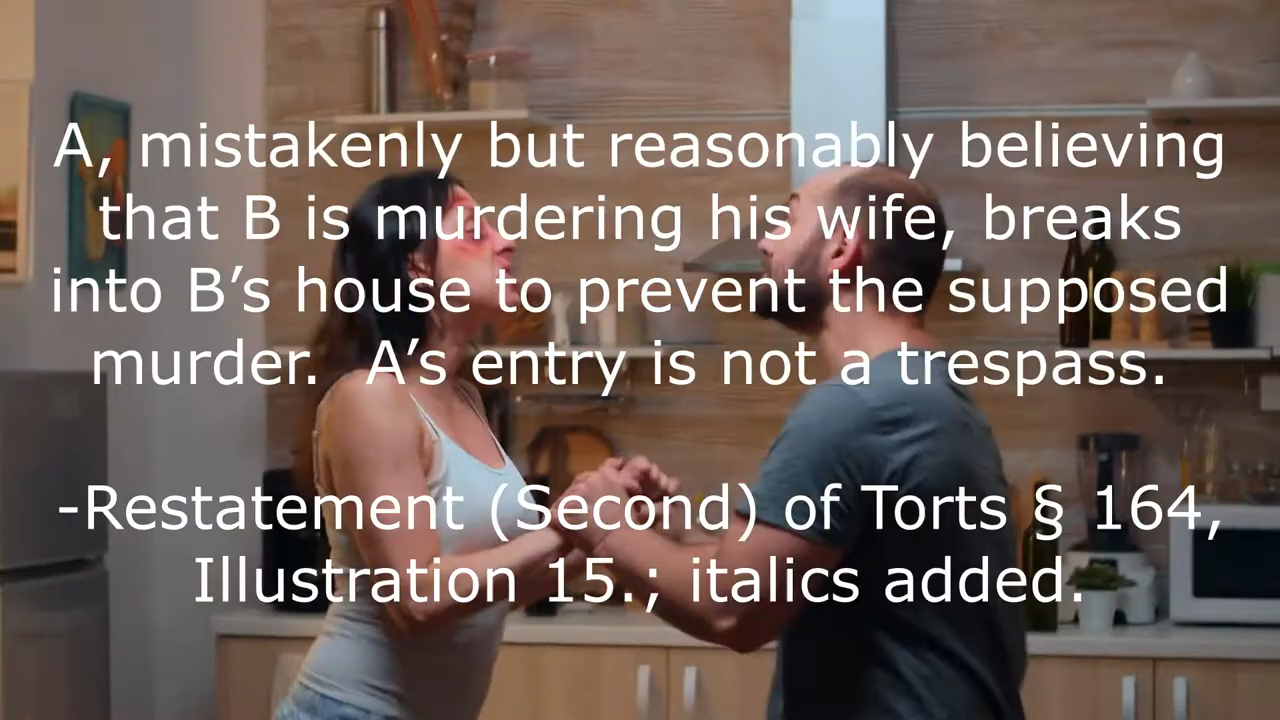 A, mistakenly but reasonably believing
that B is murdering his wife, breaks
into B’s house to prevent the supposed
murder.  A’s entry is not a trespass.
-Restatement (Second) of Torts § 164,
Illustration 15.; italics added.